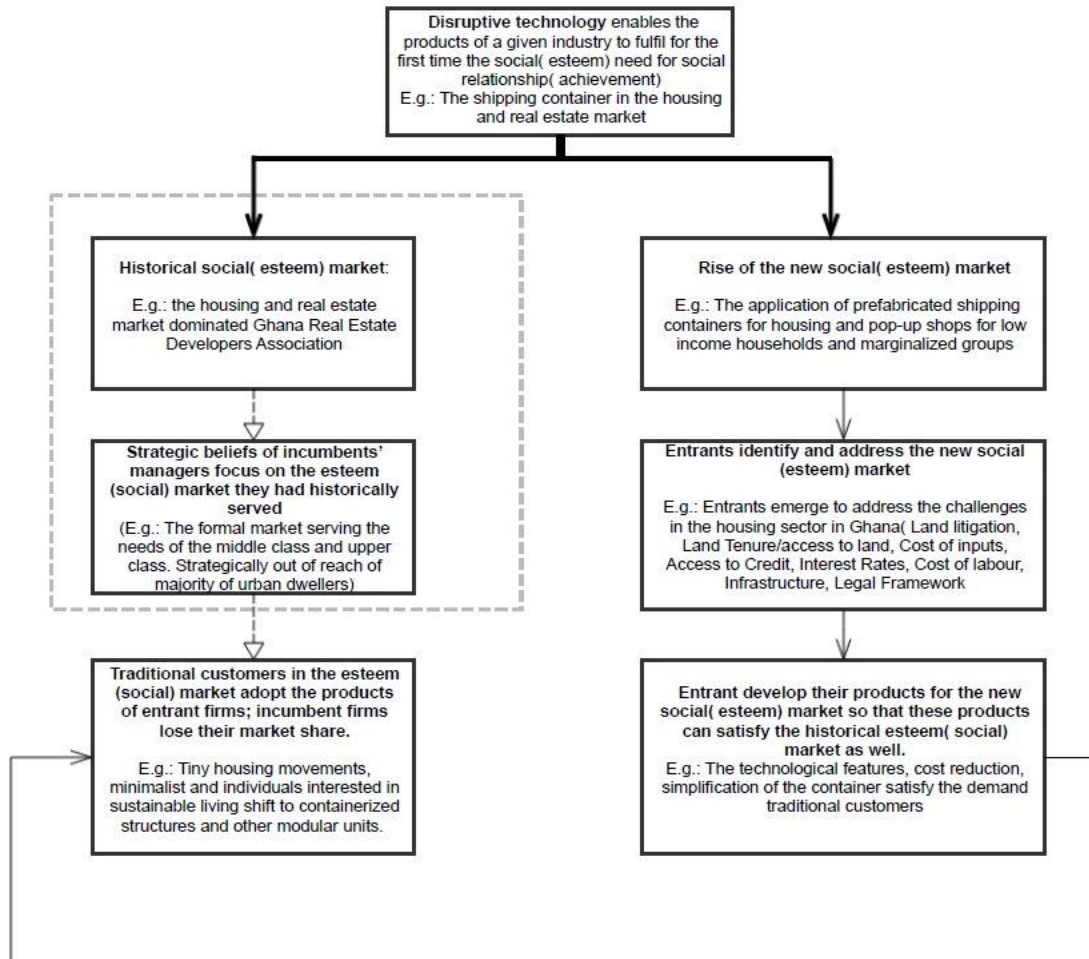 Disruptive technology enables the
products of a given industry to fulfil for the
first time the social( esteem) need for social
relationship( achievement)
E.g.: The shipping container in the housing
and real estate market
Historical social( esteem) market:
E.g.: the housing and real estate
market dominated Ghana Real Estate
Developers Association
Strategic beliefs of incumbents’
managers focus on the esteem
(social) market they had historically
served
(E.g.: The formal market serving the
needs of the middle class and upper
class. Strategically out of reach of
majority of urban dwellers)
Traditional customers in the esteem
(social) market adopt the products
of entrant firms; incumbent firms
lose their market share.
E.g.: Tiny housing movements,
minimalist and individuals interested in
sustainable living shift to containerized
structures and other modular units.
Rise of the new social( esteem) market
E.g.: The application of prefabricated shipping
containers for housing and pop-up shops for low
income households and marginalized groups
Entrants identify and address the new social
(esteem) market
E.g.: Entrants emerge to address the challenges
in the housing sector in Ghana( Land litigation,
Land Tenure/access to land, Cost of inputs,
Access to Credit, Interest Rates, Cost of labour,
Infrastructure, Legal Framework
Entrant develop their products for the new
social( esteem) market so that these products
can satisfy the historical esteem( social)
market as well.
E.g.: The technological features, cost reduction,
simplification of the container satisfy the demand
traditional customers